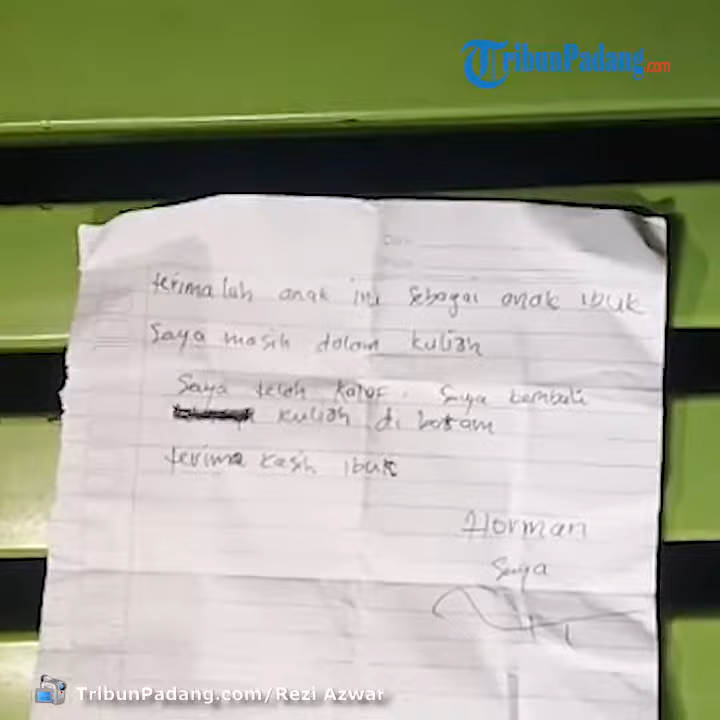 TribunPadang.com
terimalah anak ini sebagai anak ibuk
Saya masih dalam kuliah
Saya telah Kotor. Saya kembali
kuliah di batam
terima kasih ibuk
Horman
Saya
TribunPadang.com/Rezi Azwar